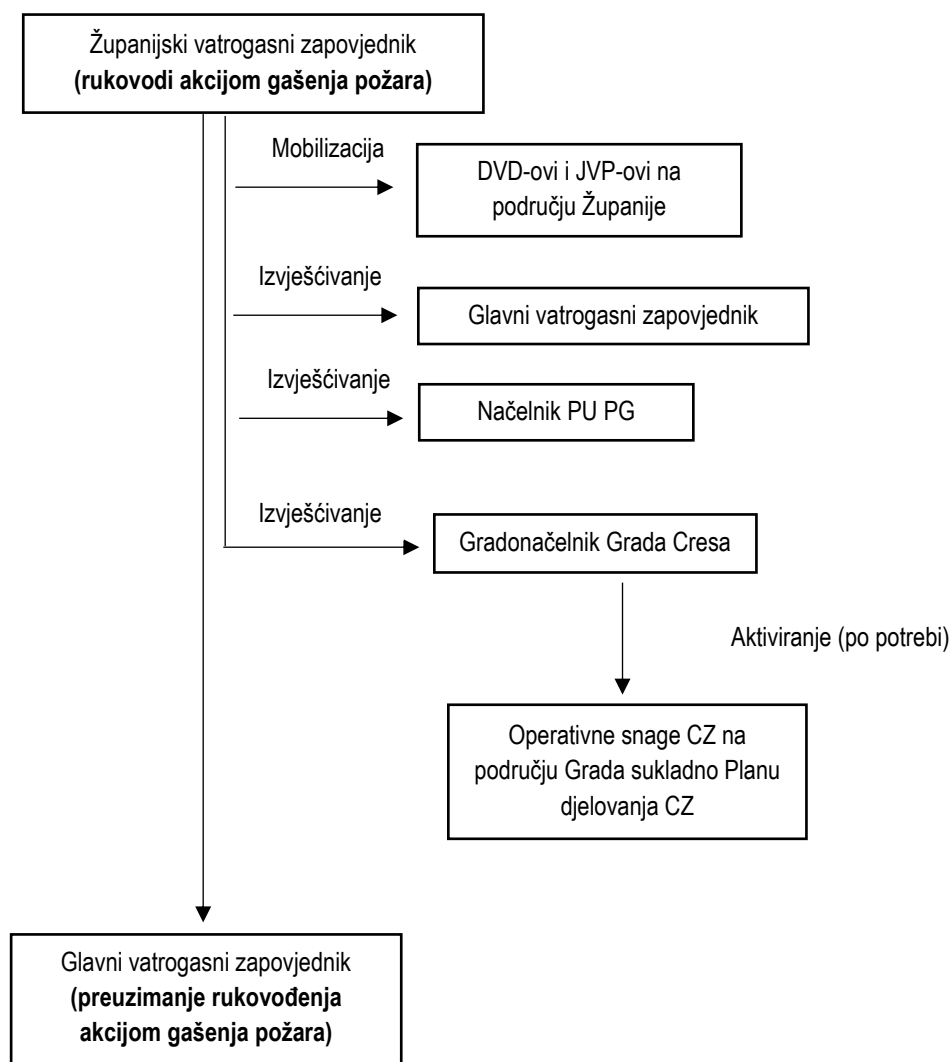 Županijski vatrogasni zapovjednik
(rukovodi akcijom gašenja požara)
Mobilizacija
DVD-ovi i JVP-ovi na
području Županije
Izvješćivanje
Glavni vatrogasni zapovjednik
Izvješćivanje
Načelnik PU PG
Izvješćivanje
Gradonačelnik Grada Cresa
Aktiviranje (po potrebi)
Operativne snage CZ na
području Grada sukladno Planu
djelovanja CZ
Glavni vatrogasni zapovjednik
(preuzimanje rukovođenja
akcijom gašenja požara)